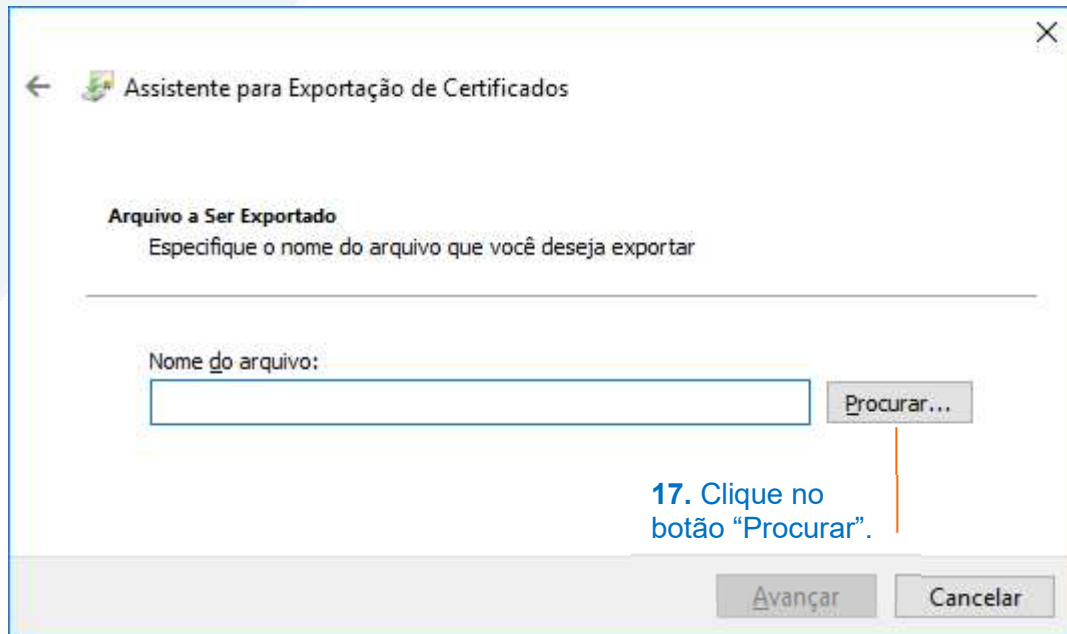 Assistente para Exportação de Certificados
Arquivo a Ser Exportado
Especifique o nome do arquivo que você deseja exportar
Nome do arquivo:
Procurar...
17. Clique no
botão “Procurar”.
Avançar
Cancelar